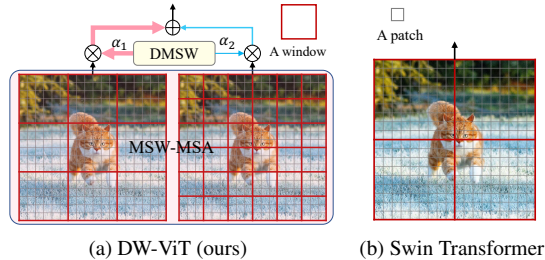 α1
DMSW
α2
A window
A patch
MSW-MSA
(a) DW-ViT (ours)
(b) Swin Transformer